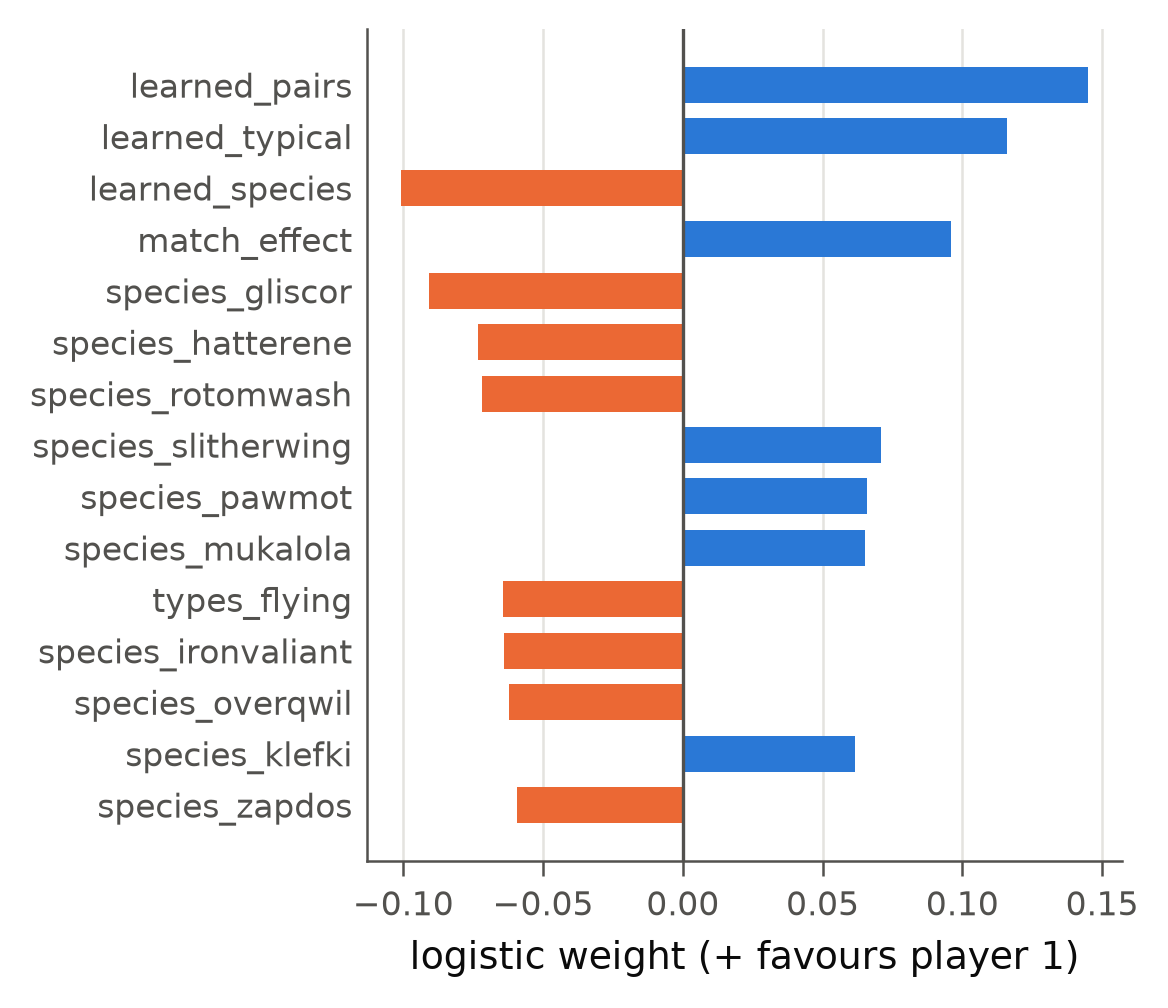 learned_pairs
learned_typical
learned_species
match_effect
species_gliscor
species_hatterene
species_rotomwash
species_slitherwing
species_pawmot
species_mukalola
types_flying
species_ironvaliant
species_overqwil
species_klefki
species_zapdos
−0.10 −0.05 0.00 0.05 0.10 0.15
logistic weight (+ favours player 1)